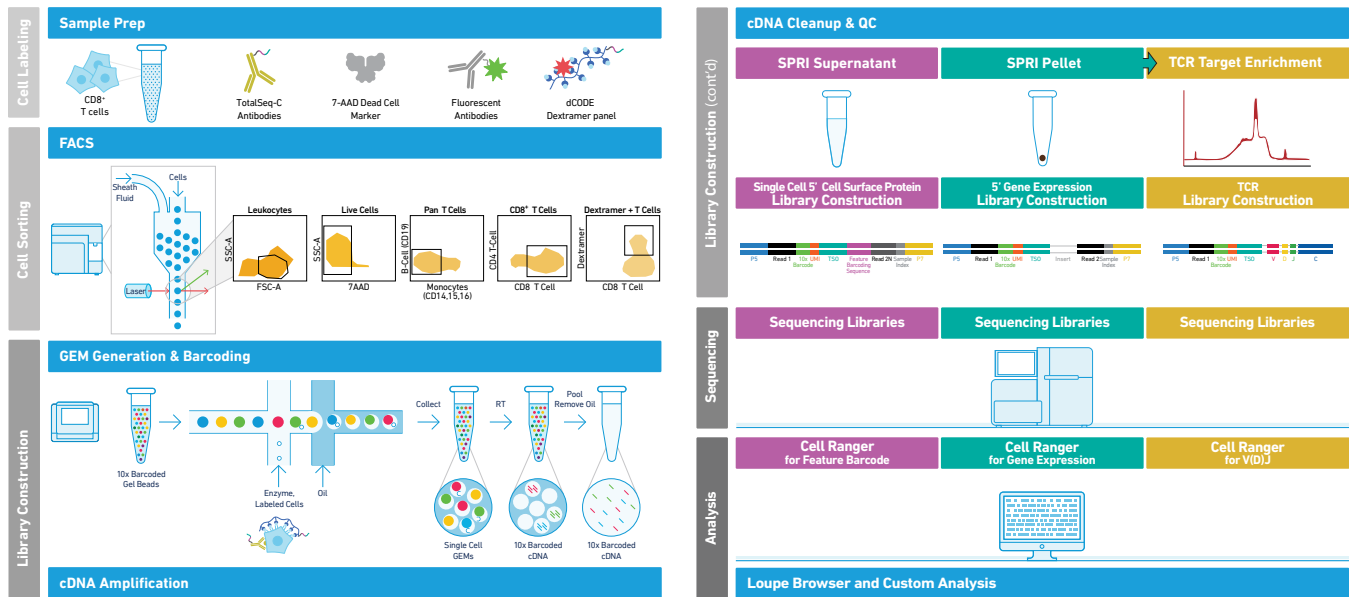 Cell Labeling
Sample Prep
CD8⁺
T cells
TotalSeq-C
Antibodies
7-AAD Dead Cell
Marker
Fluorescent
Antibodies
dCODE
Dextramer panel
Cell Sorting
FACS
Sheath
Fluid
Cells
Laser
Leukocytes
SSC-A
FSC-A
Live Cells
SSC-A
7AAD
Pan T Cells
B-Cell (CD19)
Monocytes
(CD14,15,16)
CD8⁺ T Cells
CD4 T-Cell
CD8 T Cell
Dextramer + T Cells
Dextramer
CD8 T Cell
Library Construction
GEM Generation & Barcoding
10x Barcoded
Gel Beads
Enzyme,
Labeled Cells
Oil
Collect
RT
Pool
Remove Oil
Single Cell
GEMs
10x Barcoded
cDNA
10x Barcoded
cDNA
cDNA Amplification
Library Construction (cont'd)
cDNA Cleanup & QC
SPRI Supernatant
SPRI Pellet
TCR Target Enrichment
Single Cell 5' Cell Surface Protein
Library Construction
5' Gene Expression
Library Construction
TCR
Library Construction
P5 Read 1 10x UMI TSO Feature Read 2N Sample P7
Barcode Barcoding Index
Sequence
P5 Read 1 10x UMI TSO Insert Read 2 Sample P7
Barcode Index
P5 Read 1 10x UMI TSO V D J C
Barcode
Sequencing
Sequencing Libraries
Sequencing Libraries
Sequencing Libraries
Analysis
Cell Ranger
for Feature Barcode
Cell Ranger
for Gene Expression
Cell Ranger
for V(D)J
Loupe Browser and Custom Analysis